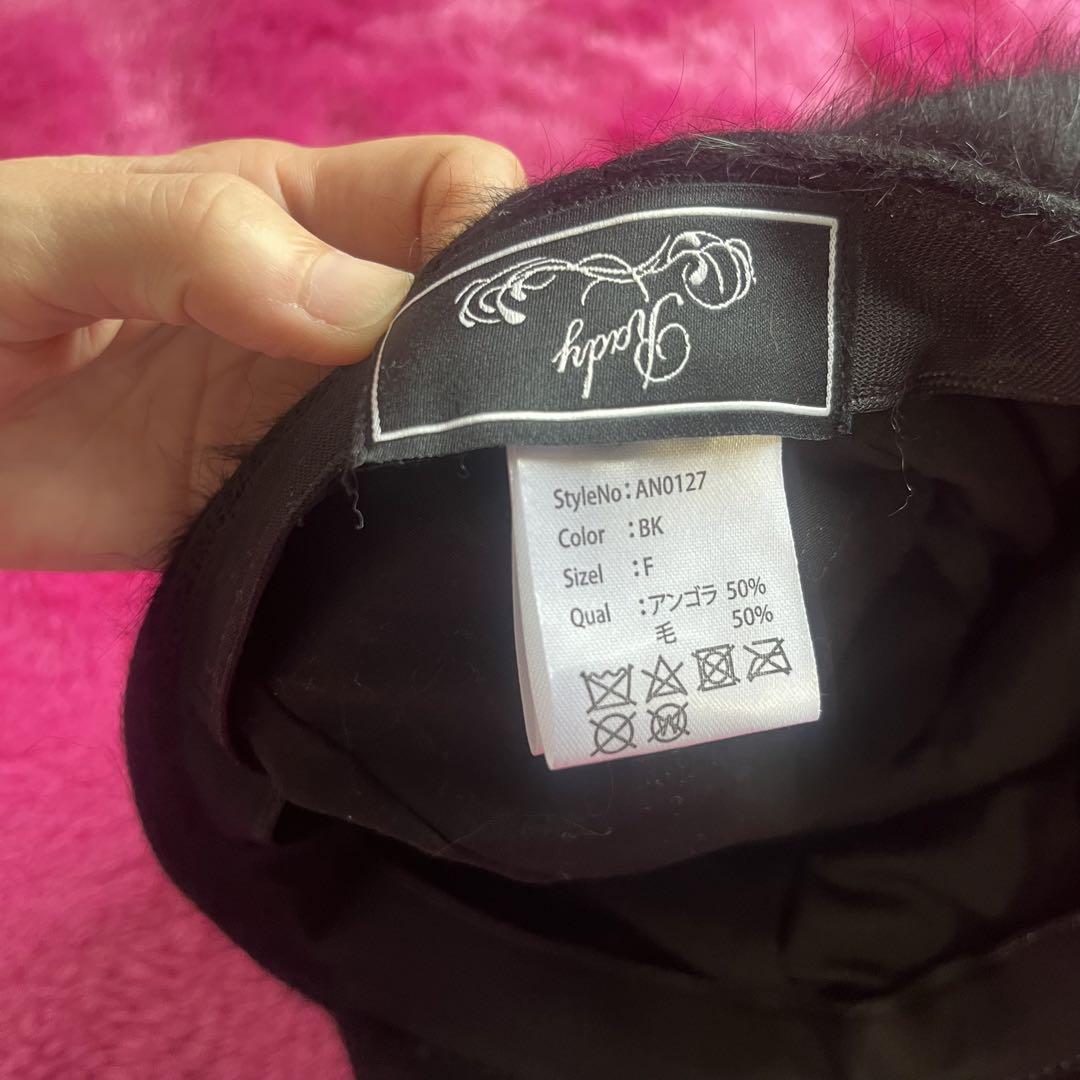 Rady
StyleNo:AN0127
Color :BK
Sizel :F
Qual :アンゴラ 50%
毛 50%